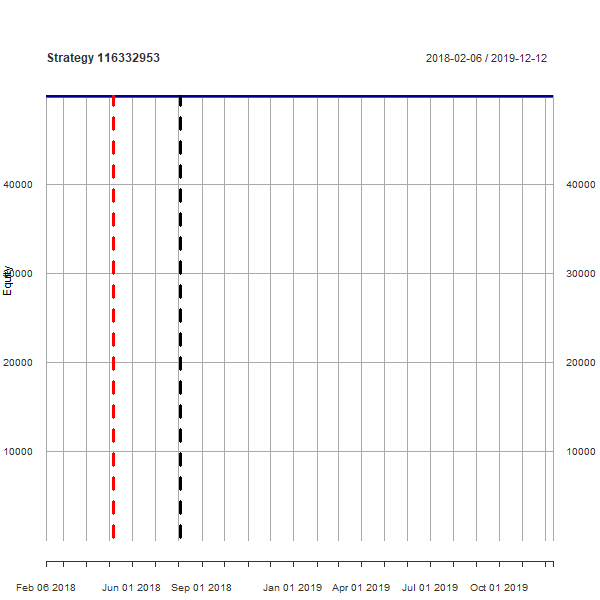 Strategy 116332953
2018-02-06 / 2019-12-12
40000
40000
Equity
30000
30000
20000
20000
10000
10000
Feb 06 2018
Jun 01 2018
Sep 01 2018
Jan 01 2019
Apr 01 2019
Jul 01 2019
Oct 01 2019